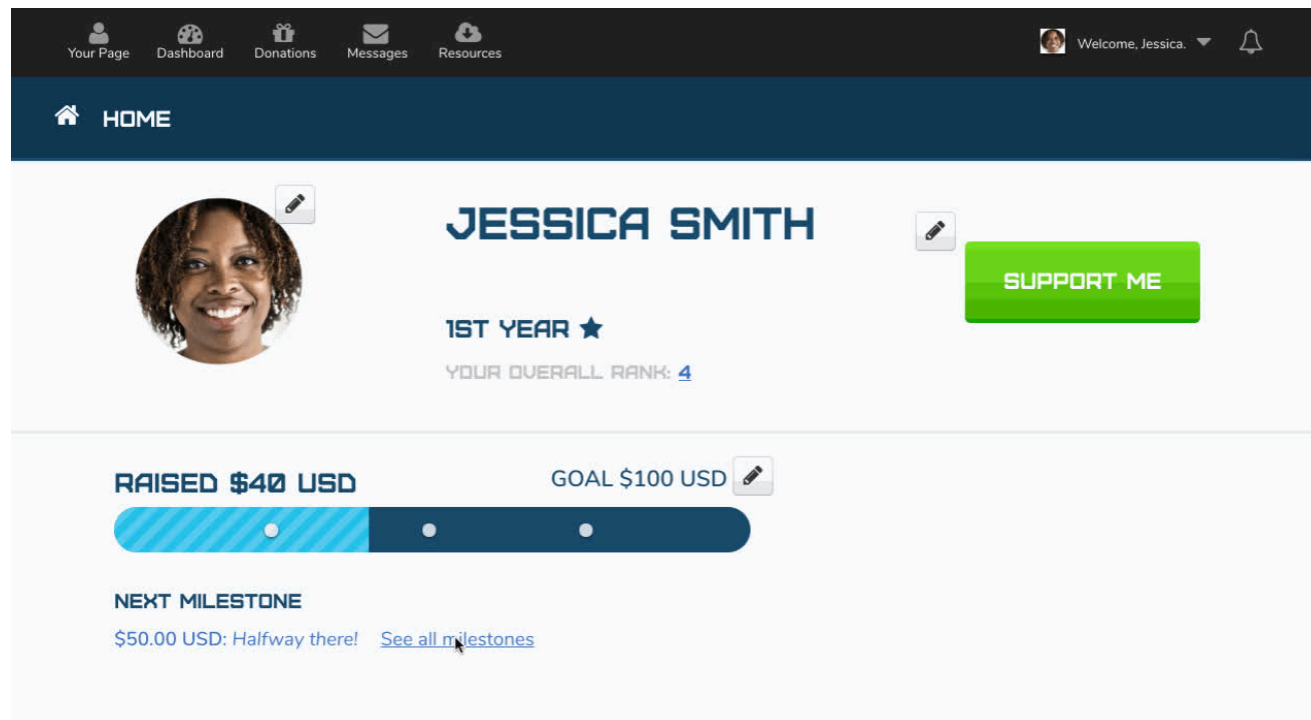 Your Page Dashboard Donations Messages Resources Welcome, Jessica.
HOME
JESSICA SMITH
SUPPORT ME
1ST YEAR
YOUR OVERALL RANK: 4
RAISED $40 USD GOAL $100 USD
NEXT MILESTONE
$50.00 USD: Halfway there! See all milestones